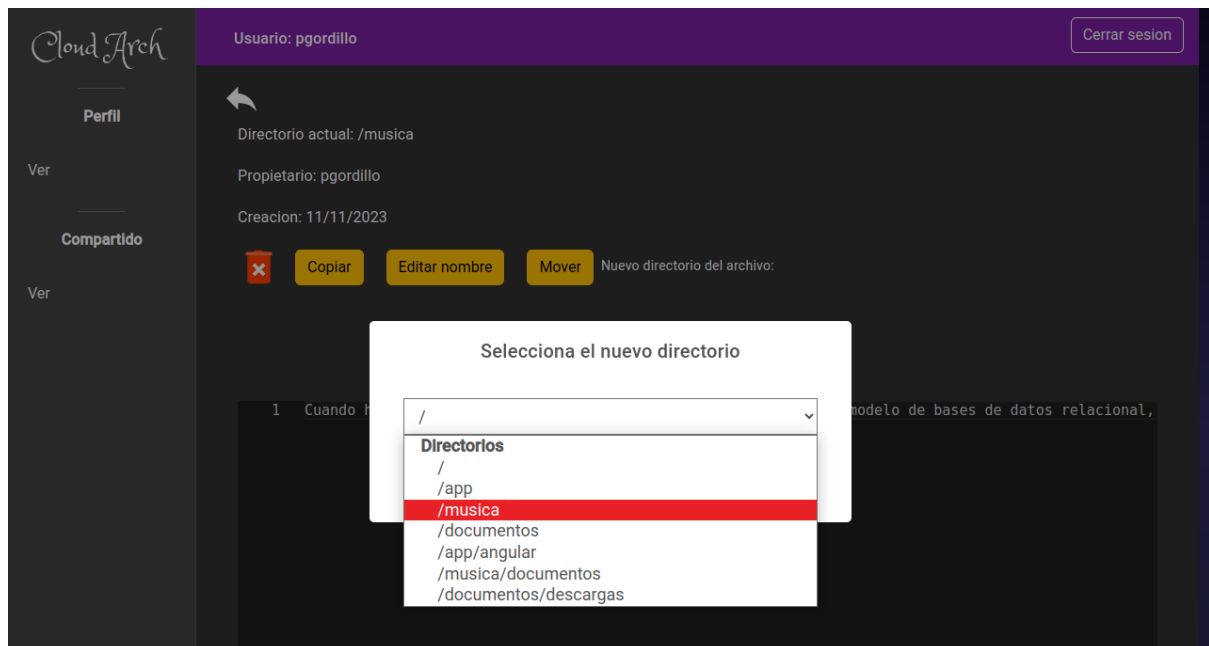 Cloud Arch
Usuario: pgordillo
Cerrar sesion
Perfil
Ver
Compartido
Ver
Directorio actual: /musica
Propietario: pgordillo
Creacion: 11/11/2023
Copiar
Editar nombre
Mover
Nuevo directorio del archivo:
Selecciona el nuevo directorio
/
Directorios
/
/app
/musica
/documentos
/app/angular
/musica/documentos
/documentos/descargas
1 Cuando modelo de bases de datos relacional,